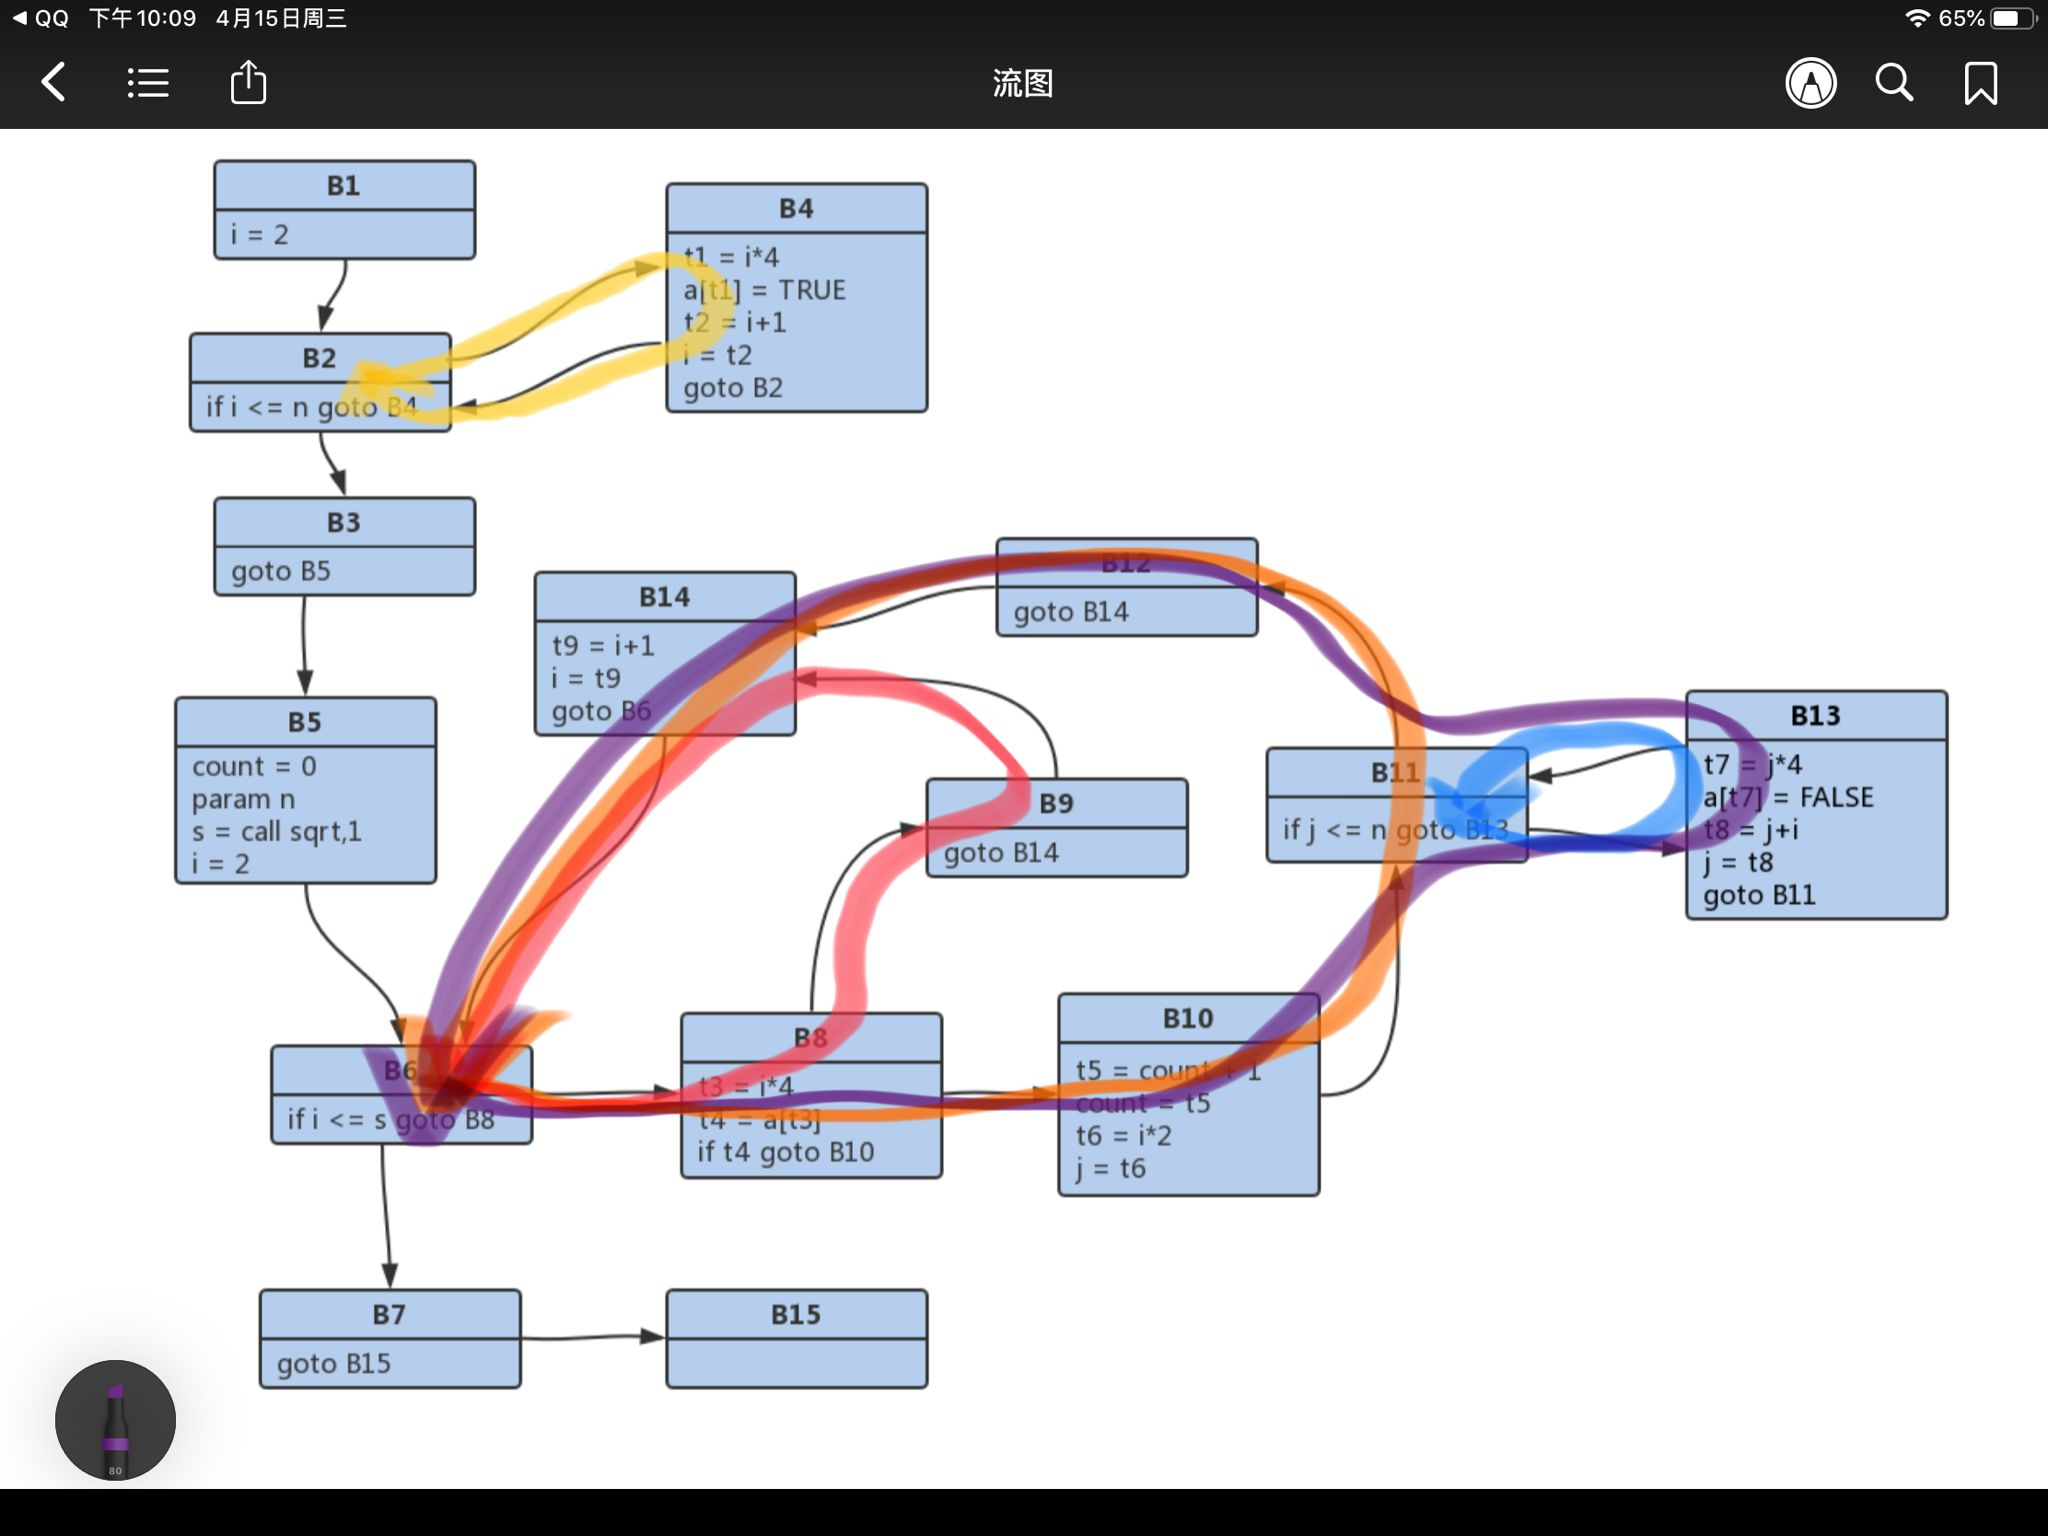 QQ 下午10:09 4月15日周三
65%
流图
B1
i = 2
B4
t1 = i*4
a[t1] = TRUE
t2 = i+1
i = t2
goto B2
B2
if i <= n goto B4
B3
goto B5
B12
goto B14
B14
t9 = i+1
i = t9
goto B6
B5
count = 0
param n
s = call sqrt,1
i = 2
B13
t7 = j*4
a[t7] = FALSE
t8 = j+i
j = t8
goto B11
B11
if j <= n goto B13
B9
goto B14
B6
if i <= s goto B8
B8
t3 = i*4
t4 = a[t3]
if t4 goto B10
B10
t5 = count + 1
count = t5
t6 = i*2
j = t6
B7
goto B15
B15
80